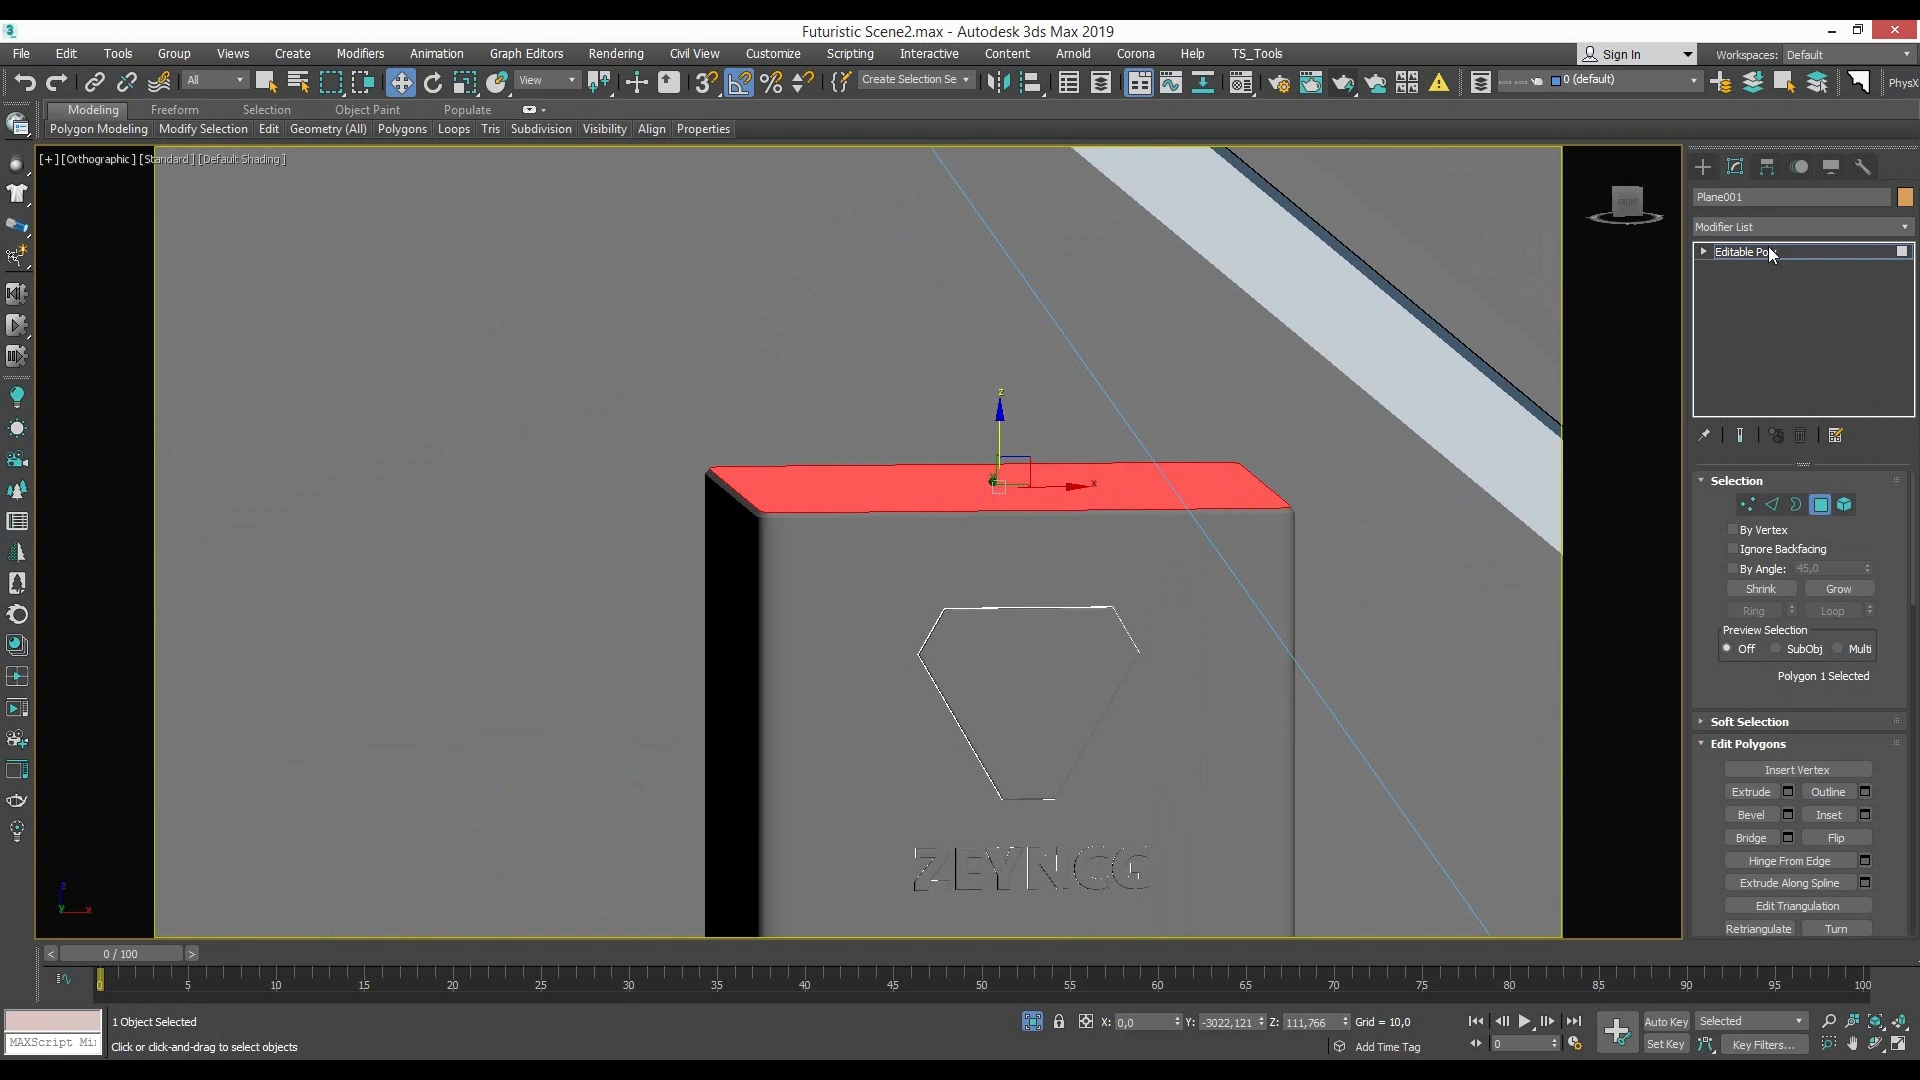 Futuristic Scene2.max - Autodesk 3ds Max 2019
File Edit Tools Group Views Create Modifiers Animation Graph Editors Rendering Civil View Customize Scripting Interactive Content Arnold Corona Help TS_Tools
Sign In
Workspaces: Default
All
View
Create Selection Se
0 (default)
PhysX
Modeling Freeform Selection Object Paint Populate
Polygon Modeling Modify Selection Edit Geometry (All) Polygons Loops Tris Subdivision Visibility Align Properties
[+] [Orthographic] [Standard] [Default Shading]
FRONT
z
x
ZEYNCG
z
y
x
Plane001
Modifier List
Editable Po
Selection
By Vertex
Ignore Backfacing
By Angle: 45,0
Shrink Grow
Ring Loop
Preview Selection
Off SubObj Multi
Polygon 1 Selected
Soft Selection
Edit Polygons
Insert Vertex
Extrude Outline
Bevel Inset
Bridge Flip
Hinge From Edge
Extrude Along Spline
Edit Triangulation
Retriangulate Turn
< 0 / 100 >
0 5 10 15 20 25 30 35 40 45 50 55 60 65 70 75 80 85 90 95 100
1 Object Selected
X: 0,0 Y: -3022,121 Z: 111,766 Grid = 10,0
Auto Key Selected
MAXScript Mi
Click or click-and-drag to select objects
Add Time Tag
0
Set Key Key Filters...